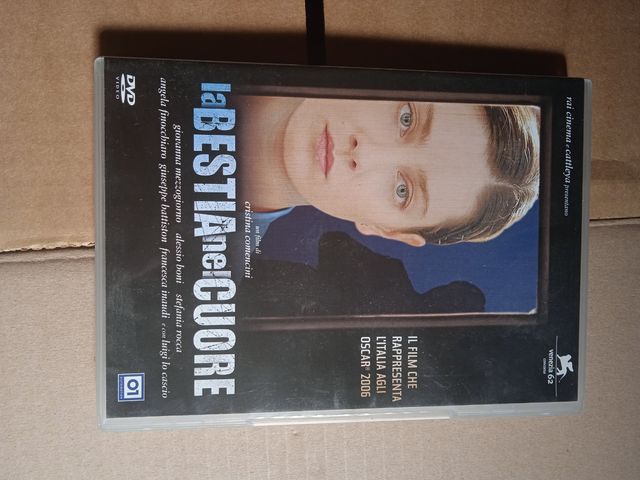 rai cinema e cattleya presentano
venezia 62
IL FILM CHE
RAPPRESENTA
L'ITALIA AGLI
OSCAR® 2006
un film di
cristina comencini
la BESTIA nel CUORE
giovanna mezzogiorno alessio boni stefania rocca
angela finocchiaro giuseppe battiston francesca inaudi e con luigi lo cascio
DVD
VIDEO
01